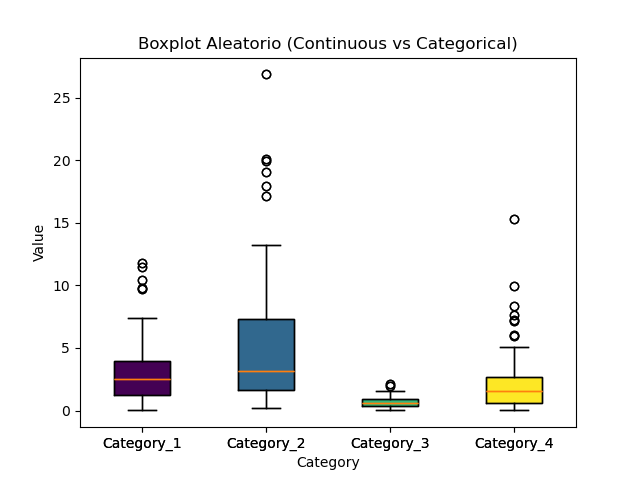 Boxplot Aleatorio (Continuous vs Categorical)
25
20
15
10
5
0
Value
Category_1 Category_2 Category_3 Category_4
Category